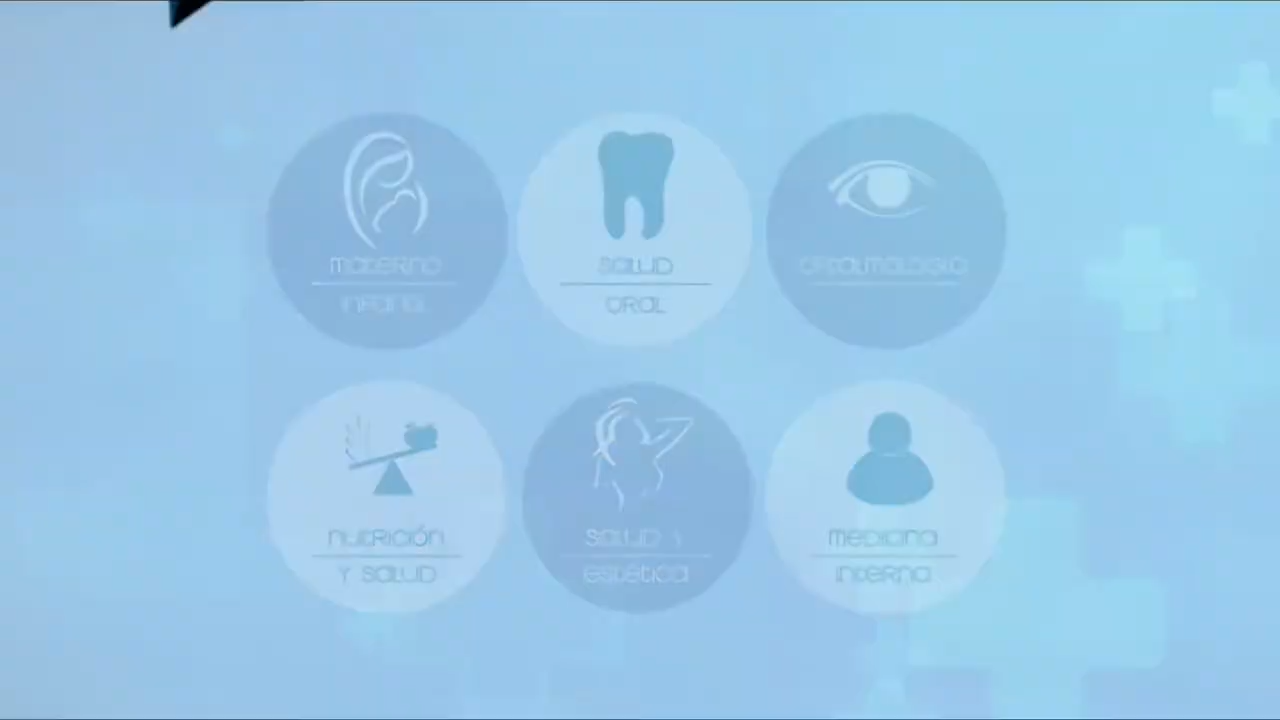 materno
infantil
salud
oral
oftalmología
nutrición
y salud
salud y
estética
medicina
interna